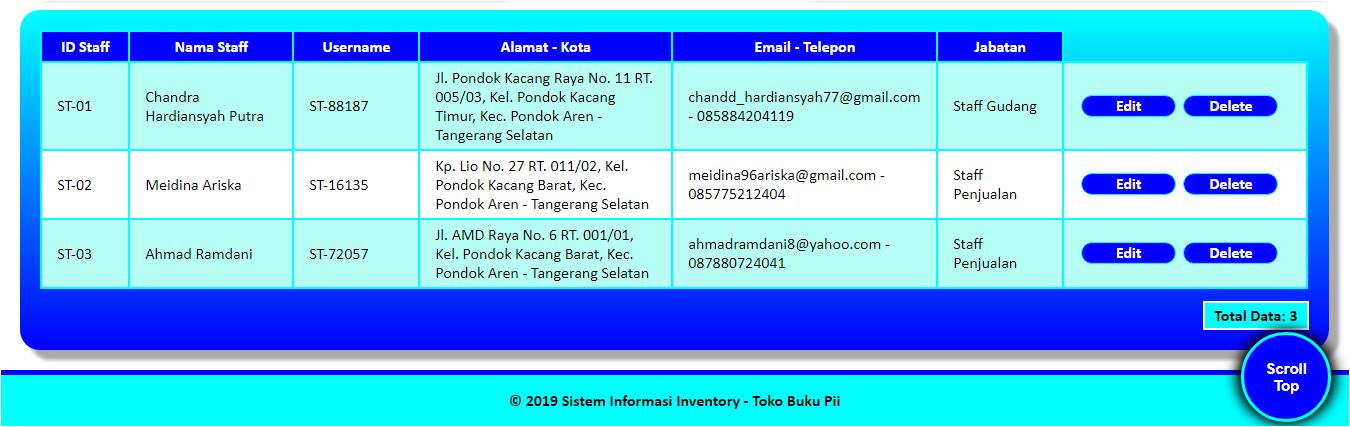 ID Staff Nama Staff Username Alamat - Kota Email - Telepon Jabatan
ST-01
Chandra
Hardiansyah Putra
ST-88187
Jl. Pondok Kacang Raya No. 11 RT.
005/03, Kel. Pondok Kacang
Timur, Kec. Pondok Aren -
Tangerang Selatan
chandd_hardiansyah77@gmail.com
- 085884204119
Staff Gudang
Edit Delete
ST-02
Meidina Ariska
ST-16135
Kp. Lio No. 27 RT. 011/02, Kel.
Pondok Kacang Barat, Kec.
Pondok Aren - Tangerang Selatan
meidina96ariska@gmail.com -
085775212404
Staff
Penjualan
Edit Delete
ST-03
Ahmad Ramdani
ST-72057
Jl. AMD Raya No. 6 RT. 001/01,
Kel. Pondok Kacang Barat, Kec.
Pondok Aren - Tangerang Selatan
ahmadramdani8@yahoo.com -
087880724041
Staff
Penjualan
Edit Delete
Total Data: 3
Scroll
Top
© 2019 Sistem Informasi Inventory - Toko Buku Pii